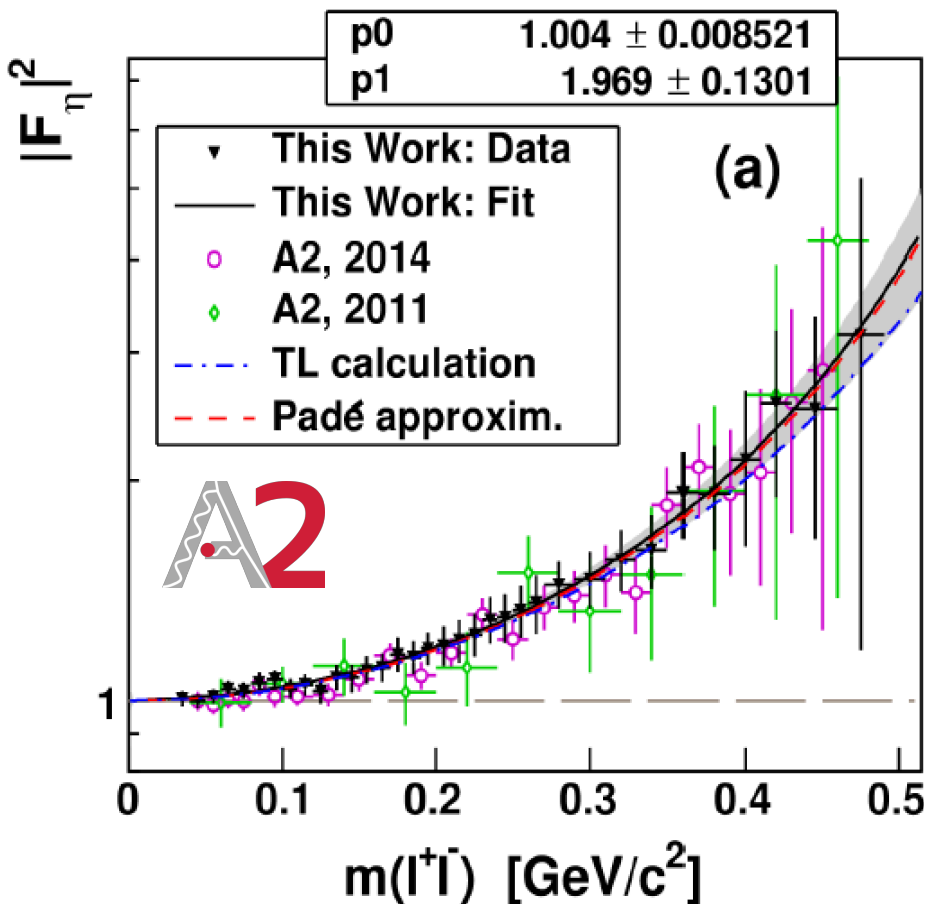 p0 1.004 ± 0.008521
p1 1.969 ± 0.1301
|Fη|²
This Work: Data
This Work: Fit
A2, 2014
A2, 2011
TL calculation
Padé approxim.
(a)
A2
1
0 0.1 0.2 0.3 0.4 0.5
m(l⁺l⁻) [GeV/c²]